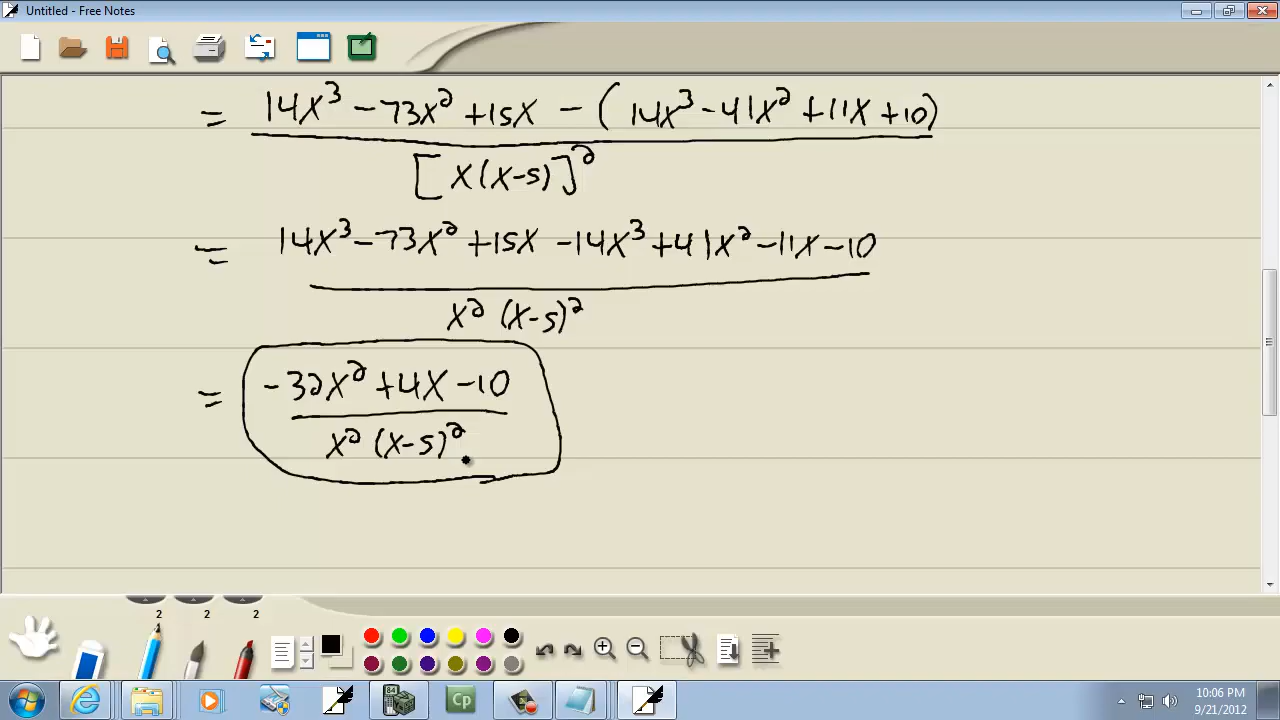 Untitled - Free Notes
= 14x³ - 73x² + 15x - (14x³ - 41x² + 11x + 10)
[x(x-5)]²
= 14x³ - 73x² + 15x - 14x³ + 41x² - 11x - 10
x² (x-5)²
= -32x² + 4x - 10
x² (x-5)²
2 2 2
Cp
10:06 PM
9/21/2012